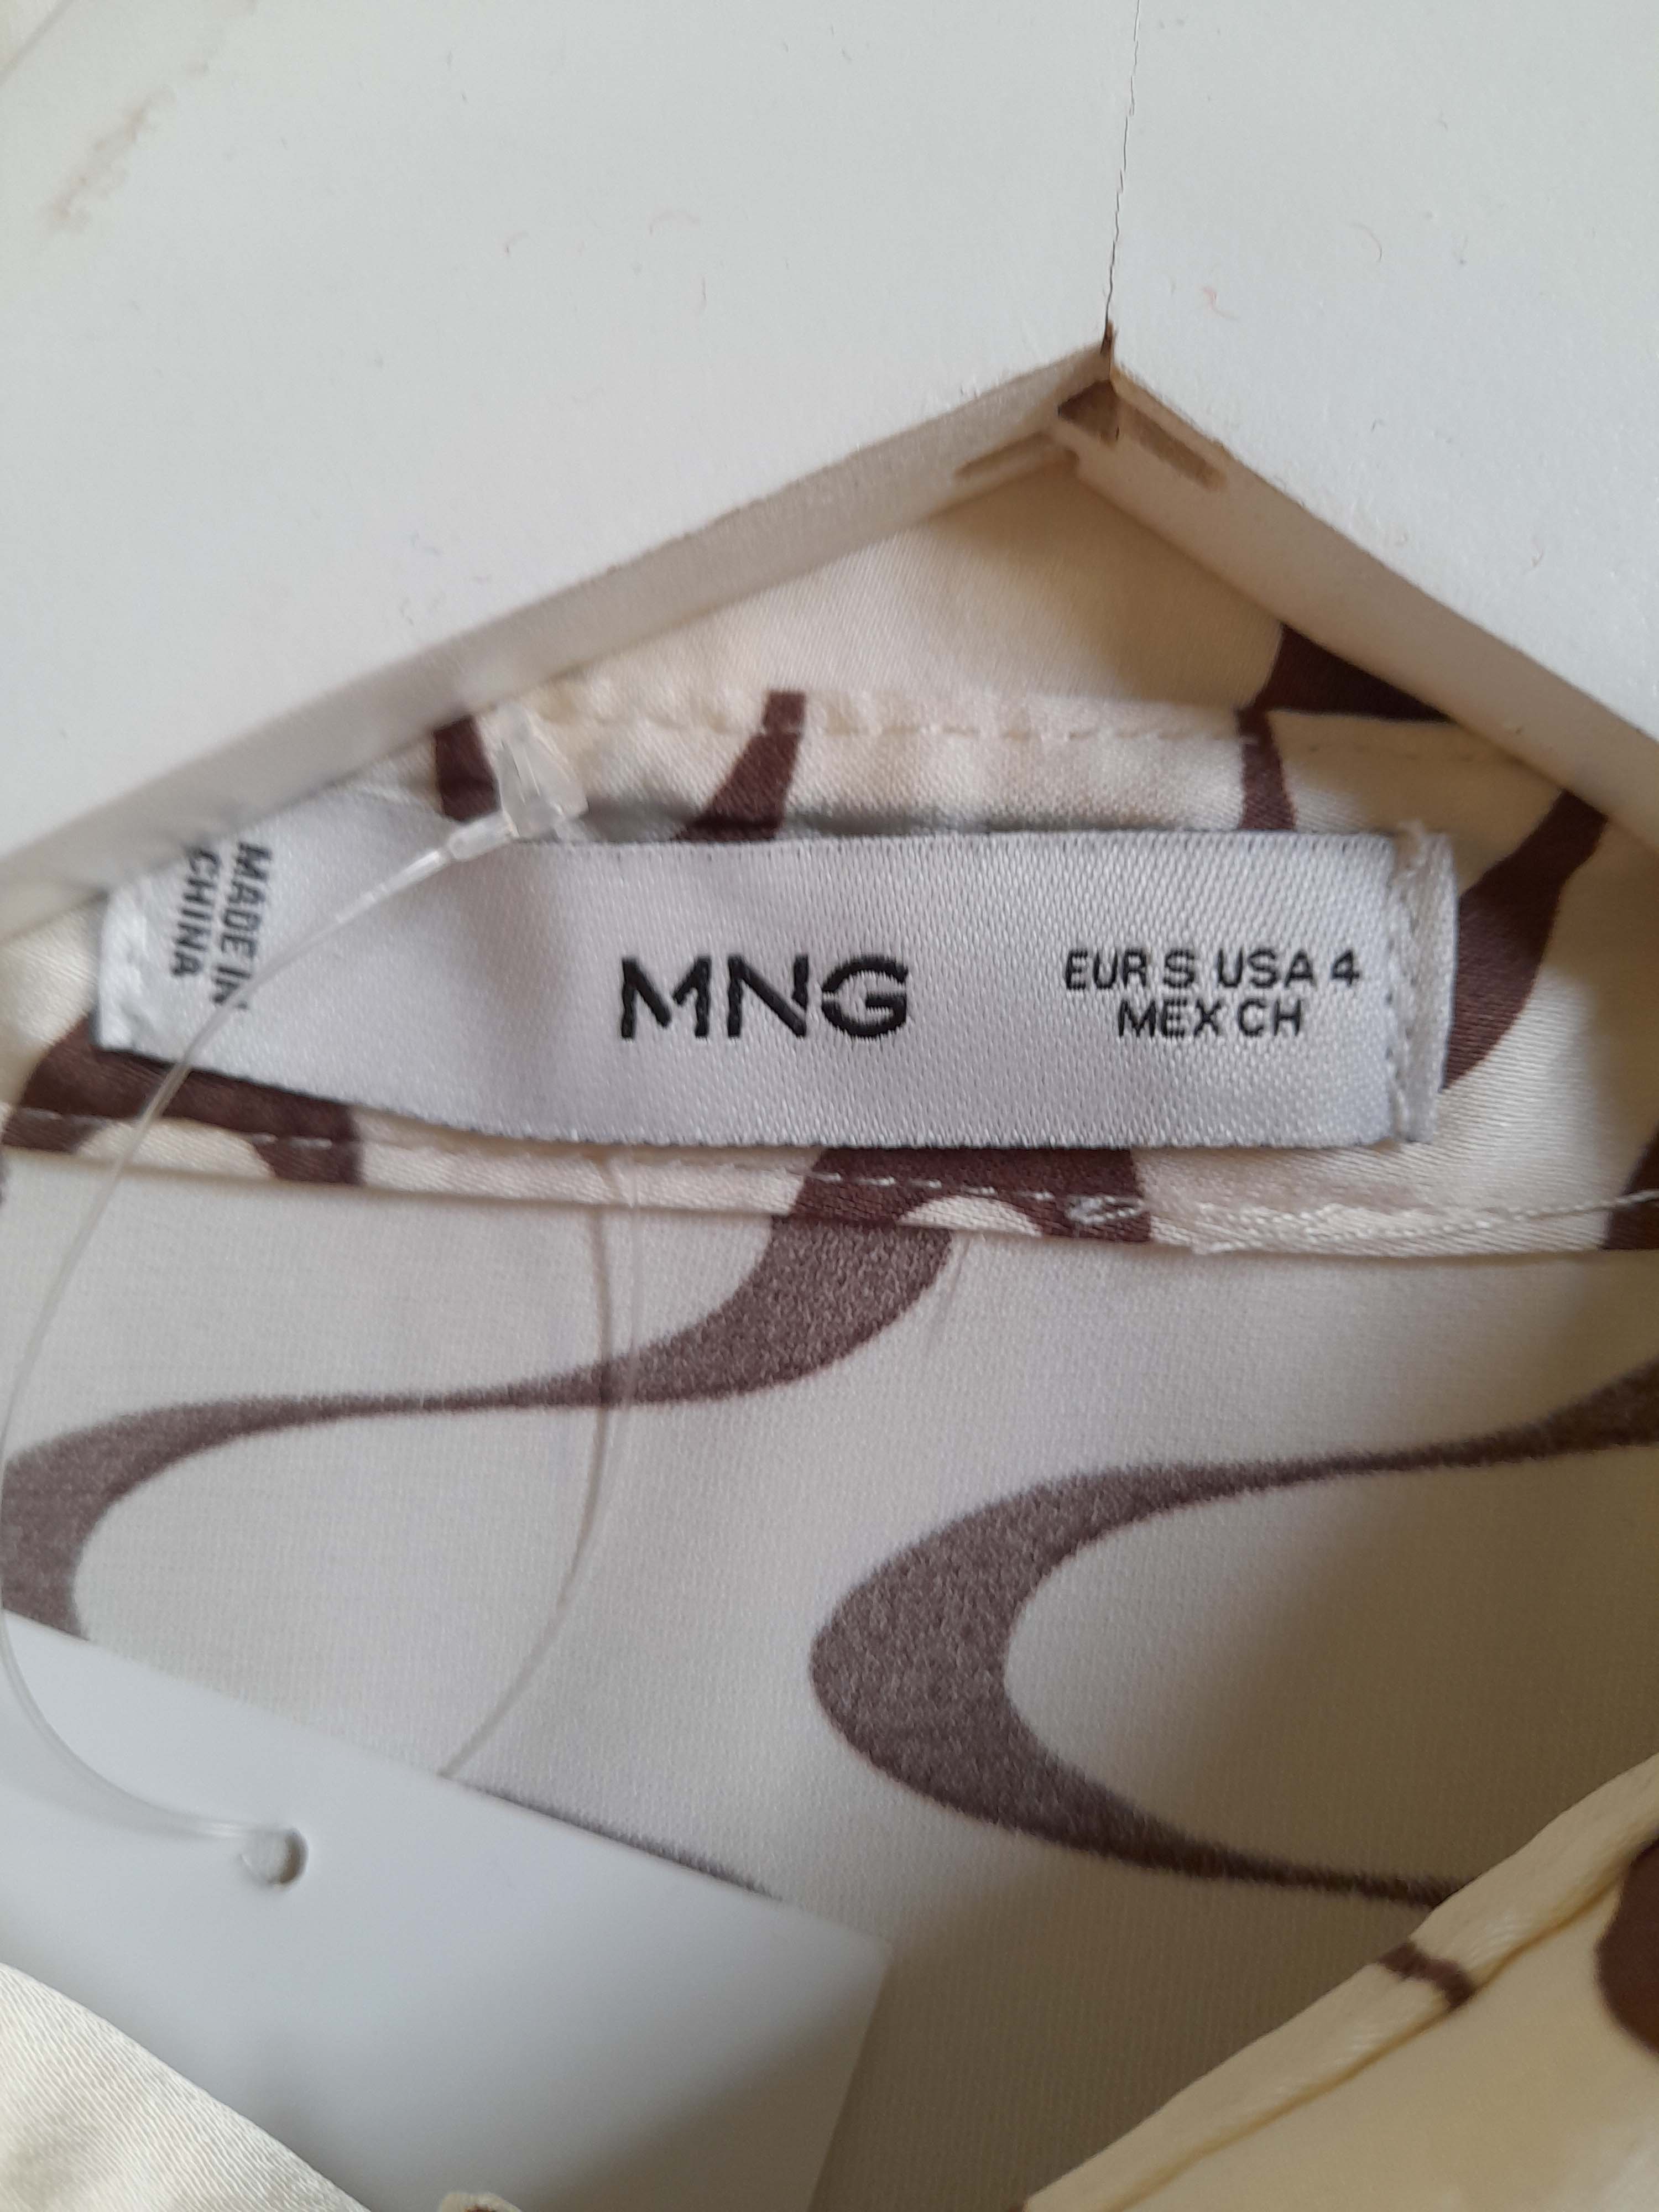 MADE IN
CHINA
MNG
EUR S USA 4
MEX CH